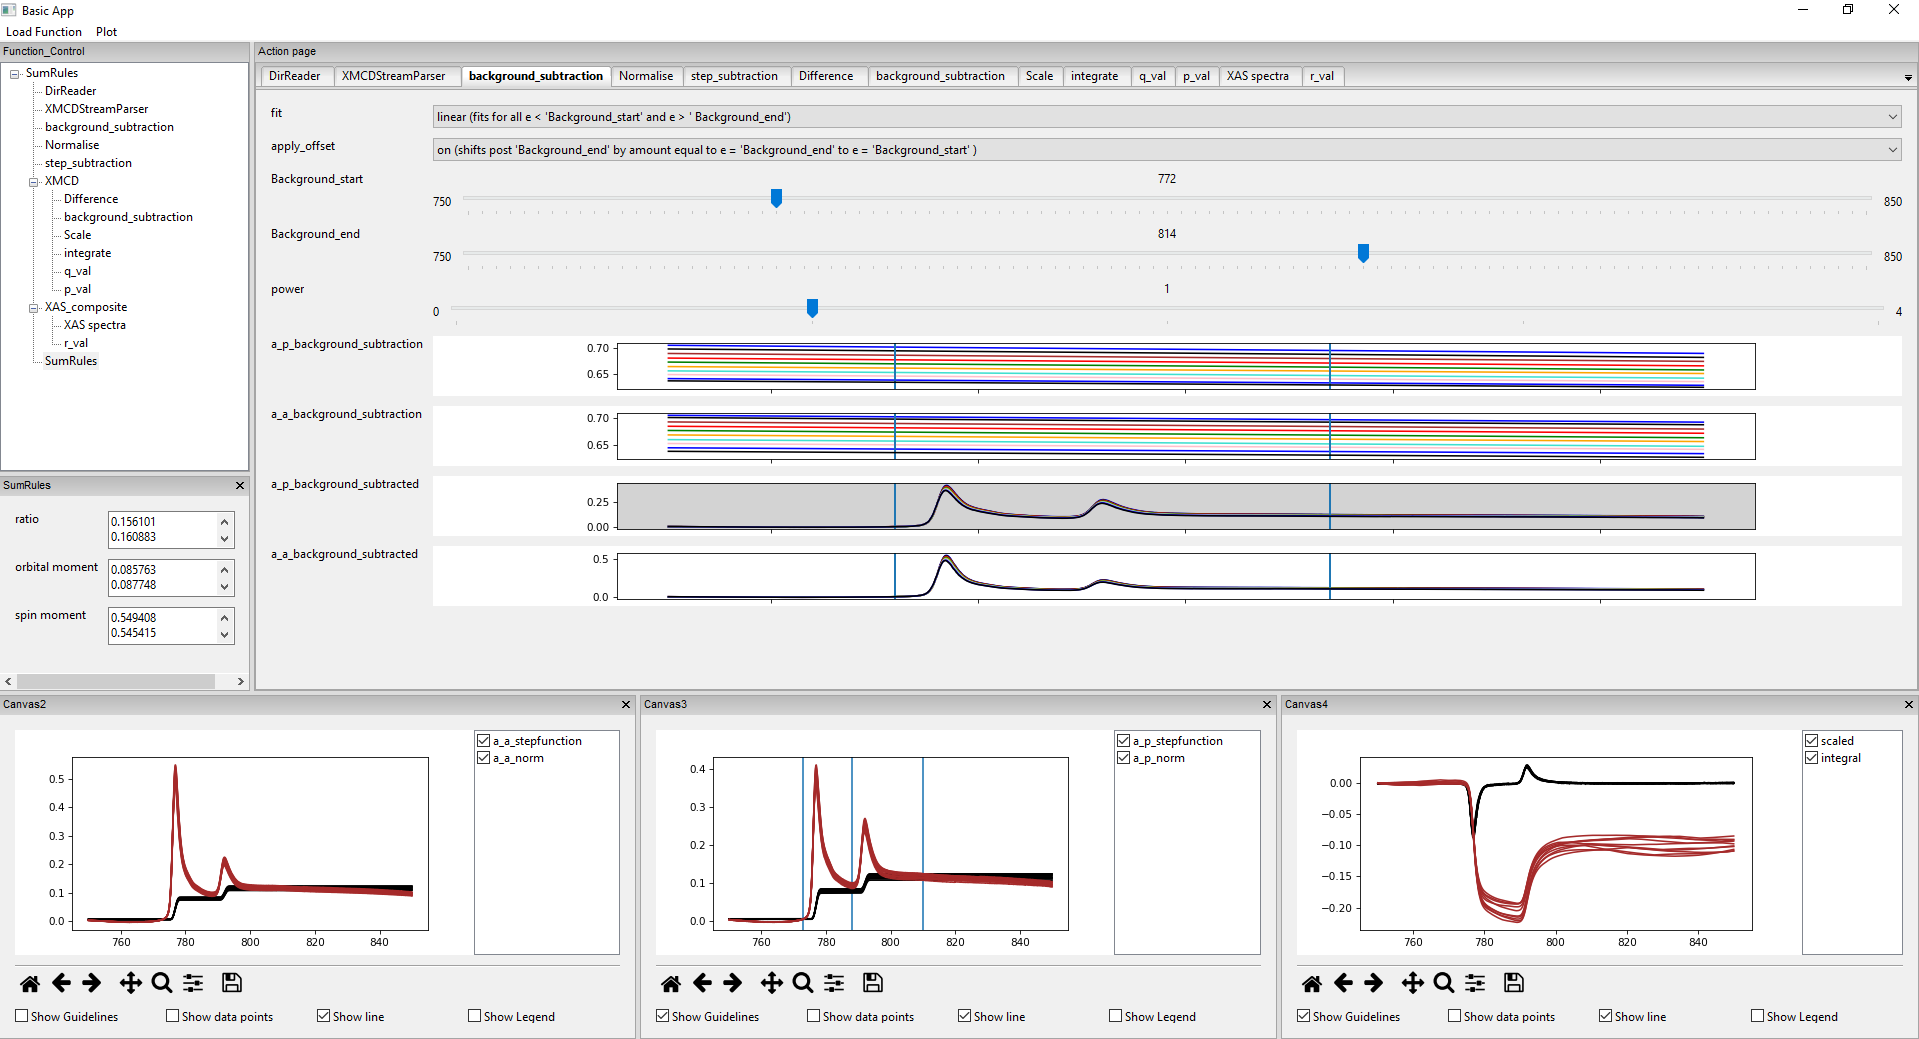 Basic App
Load Function Plot
Function_Control
SumRules
DirReader
XMCDStreamParser
background_subtraction
Normalise
step_subtraction
XMCD
Difference
background_subtraction
Scale
integrate
q_val
p_val
XAS_composite
XAS spectra
r_val
SumRules
SumRules
ratio
0.156101
0.160883
orbital moment
0.085763
0.087748
spin moment
0.549408
0.545415
Action page
DirReader XMCDStreamParser background_subtraction Normalise step_subtraction Difference background_subtraction Scale integrate q_val p_val XAS spectra r_val
fit
linear (fits for all e < 'Background_start' and e > ' Background_end')
apply_offset
on (shifts post 'Background_end' by amount equal to e = 'Background_end' to e = 'Background_start' )
Background_start
772
750 850
Background_end
814
750 850
power
1
0 4
a_p_background_subtraction
0.70
0.65
a_a_background_subtraction
0.70
0.65
a_p_background_subtracted
0.25
0.00
a_a_background_subtracted
0.5
0.0
Canvas2
a_a_stepfunction
a_a_norm
0.5
0.4
0.3
0.2
0.1
0.0
760 780 800 820 840
Show Guidelines Show data points Show line Show Legend
Canvas3
a_p_stepfunction
a_p_norm
0.4
0.3
0.2
0.1
0.0
760 780 800 820 840
Show Guidelines Show data points Show line Show Legend
Canvas4
scaled
integral
0.00
−0.05
−0.10
−0.15
−0.20
760 780 800 820 840
Show Guidelines Show data points Show line Show Legend